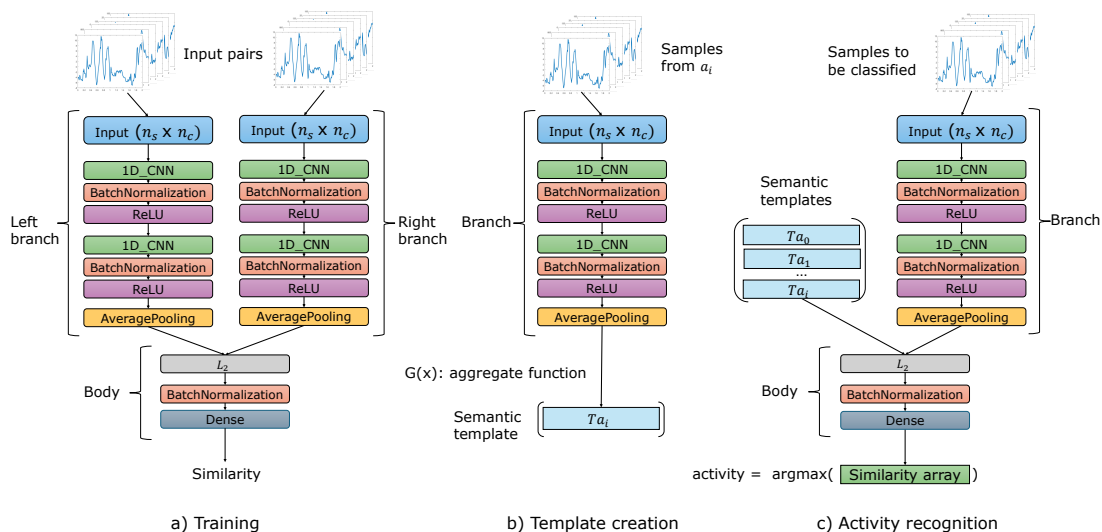 Input pairs
Left
branch
Input (n_s x n_c)
1D_CNN
BatchNormalization
ReLU
1D_CNN
BatchNormalization
ReLU
AveragePooling
Input (n_s x n_c)
1D_CNN
BatchNormalization
ReLU
1D_CNN
BatchNormalization
ReLU
AveragePooling
Right
branch
Body
L_2
BatchNormalization
Dense
Similarity
a) Training
Samples
from a_i
Branch
Input (n_s x n_c)
1D_CNN
BatchNormalization
ReLU
1D_CNN
BatchNormalization
ReLU
AveragePooling
G(x): aggregate function
Semantic
template
Ta_i
b) Template creation
Samples to
be classified
Semantic
templates
Ta_0
Ta_1
...
Ta_i
Input (n_s x n_c)
1D_CNN
BatchNormalization
ReLU
1D_CNN
BatchNormalization
ReLU
AveragePooling
Branch
Body
L_2
BatchNormalization
Dense
activity = argmax( Similarity array )
c) Activity recognition